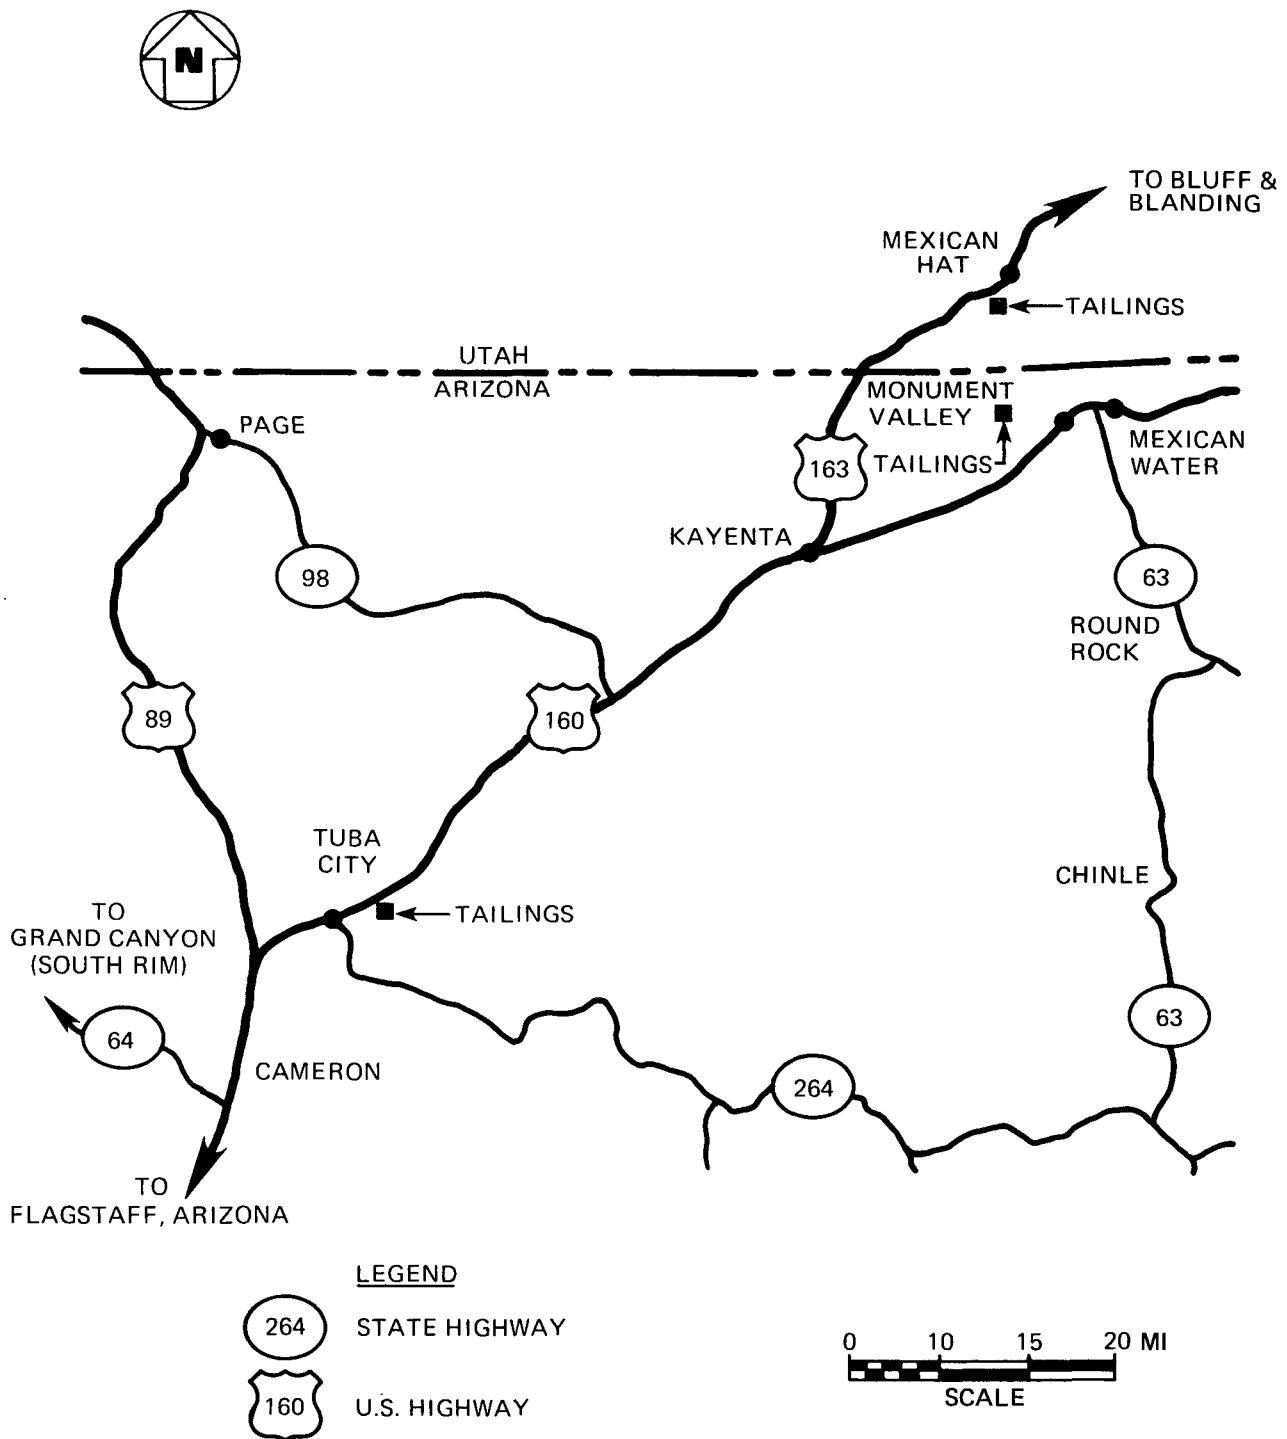 N
TO BLUFF &
BLANDING
MEXICAN
HAT
TAILINGS
UTAH
ARIZONA
MONUMENT
VALLEY
PAGE
MEXICAN
WATER
163
TAILINGS
KAYENTA
98
63
ROUND
ROCK
89
160
TUBA
CITY
CHINLE
TO
GRAND CANYON
(SOUTH RIM)
TAILINGS
64
63
CAMERON
264
TO
FLAGSTAFF, ARIZONA
LEGEND
264 STATE HIGHWAY
160 U.S. HIGHWAY
0 10 15 20 MI
SCALE